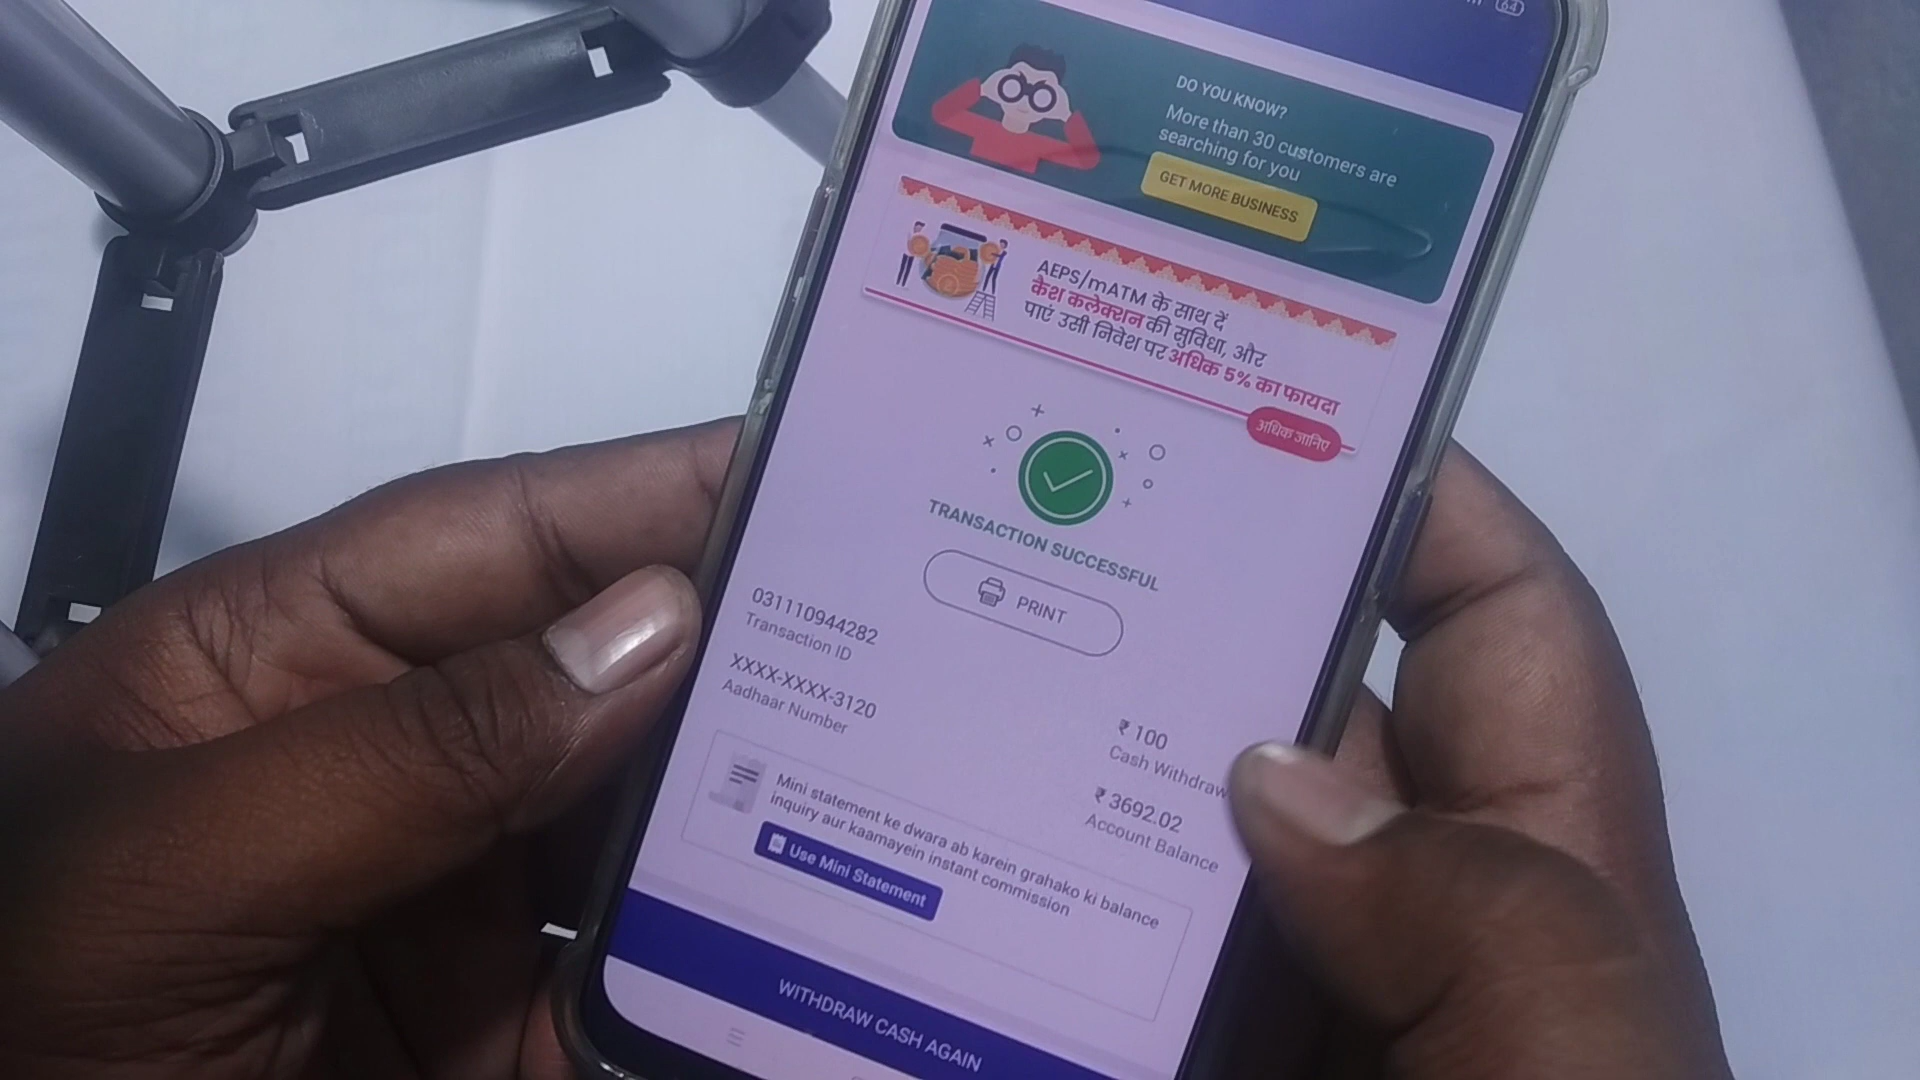 64
DO YOU KNOW?
More than 30 customers are
searching for you
GET MORE BUSINESS
AEPS/mATM के साथ दें
कैश कलेक्शन की सुविधा, और
पाएं उसी निवेश पर अधिक 5% का फायदा
अधिक जानिए
TRANSACTION SUCCESSFUL
PRINT
031110944282
Transaction ID
XXXX-XXXX-3120
Aadhaar Number
₹ 100
Cash Withdraw
₹ 3692.02
Account Balance
Mini statement ke dwara ab karein grahako ki balance
inquiry aur kaamayein instant commission
Use Mini Statement
WITHDRAW CASH AGAIN